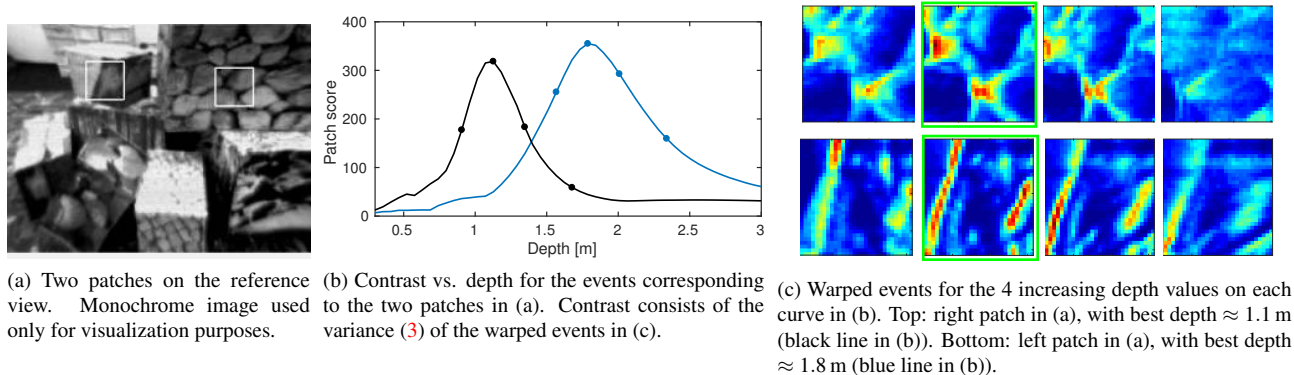 400
300
200
100
0
Patch score
0.5 1 1.5 2 2.5 3
Depth [m]
(a) Two patches on the reference
view. Monochrome image used
only for visualization purposes.
(b) Contrast vs. depth for the events corresponding
to the two patches in (a). Contrast consists of the
variance (3) of the warped events in (c).
(c) Warped events for the 4 increasing depth values on each
curve in (b). Top: right patch in (a), with best depth ≈ 1.1 m
(black line in (b)). Bottom: left patch in (a), with best depth
≈ 1.8 m (blue line in (b)).